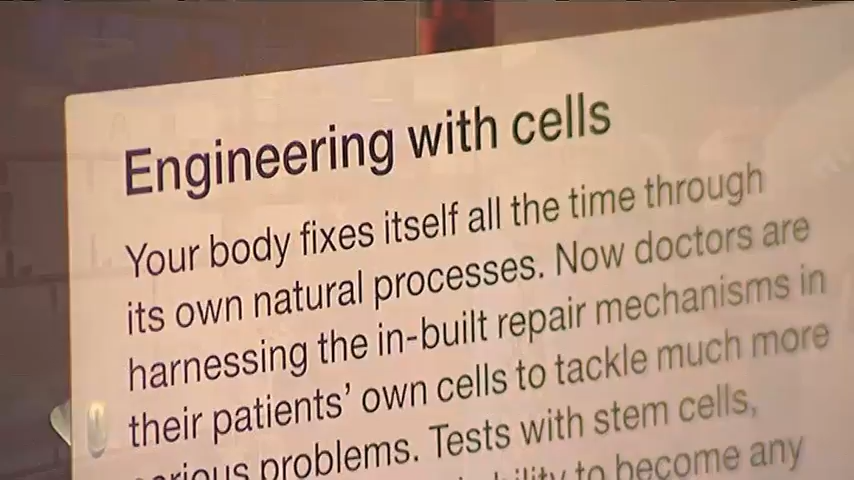 Engineering with cells
Your body fixes itself all the time through
its own natural processes. Now doctors are
harnessing the in-built repair mechanisms in
their patients’ own cells to tackle much more
problems. Tests with stem cells,
to become any